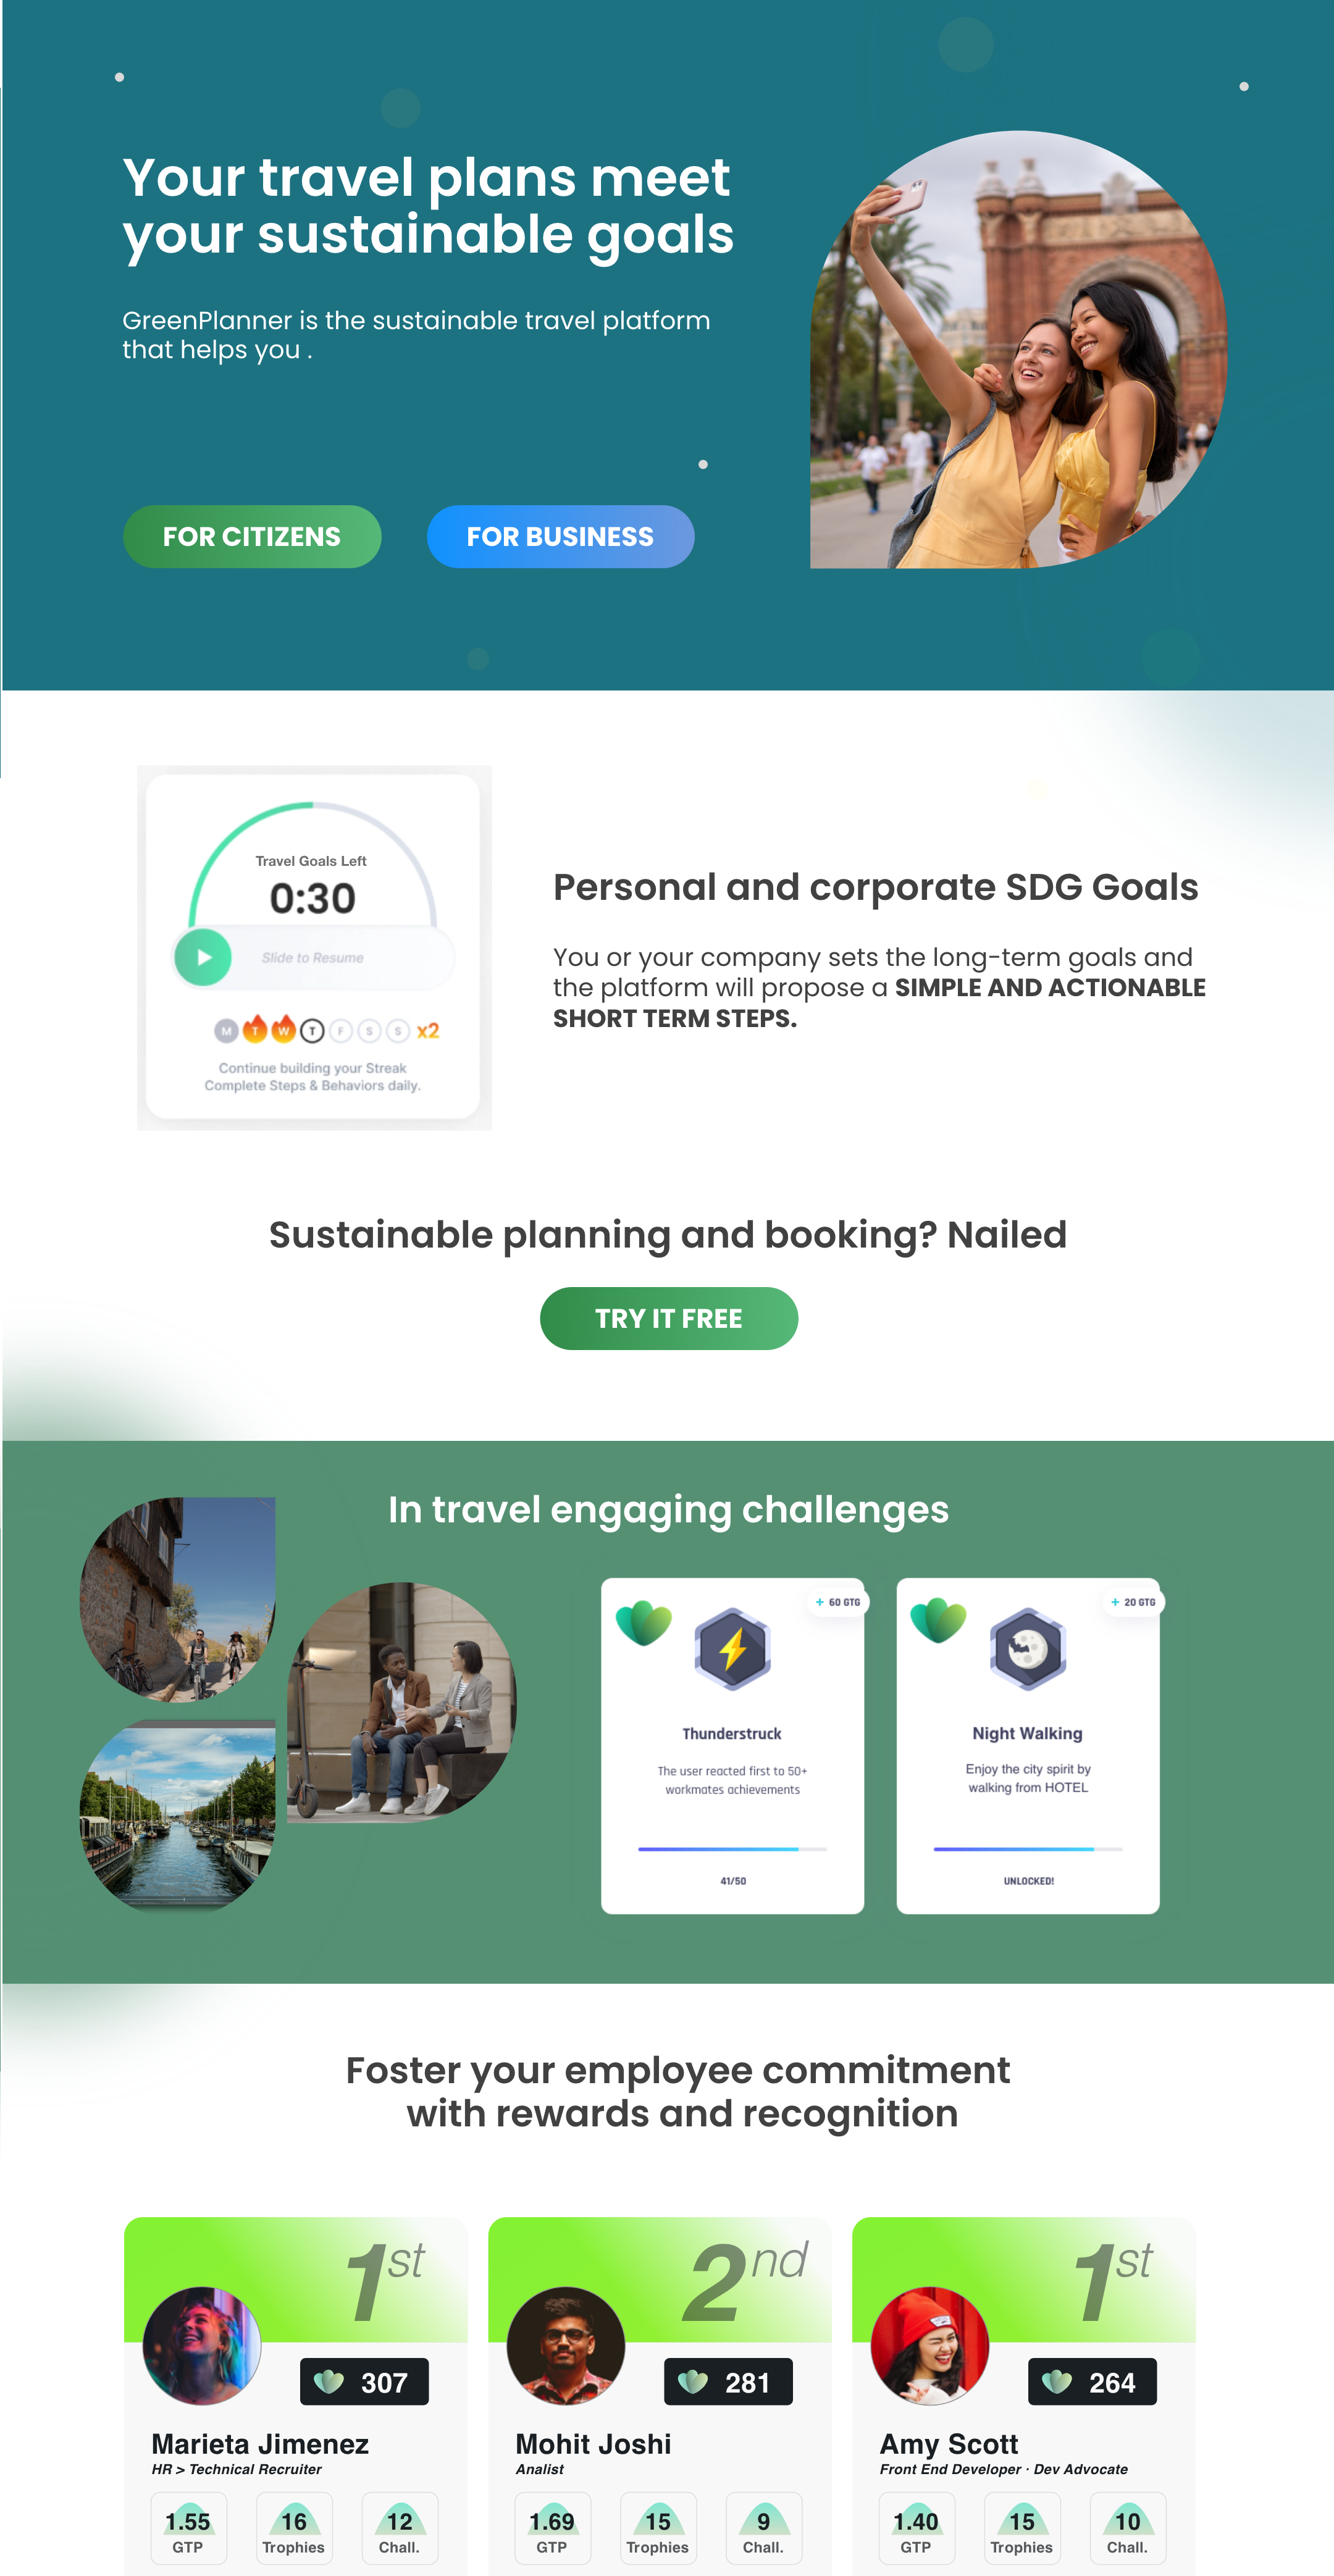 Your travel plans meet
your sustainable goals
GreenPlanner is the sustainable travel platform
that helps you .
FOR CITIZENS
FOR BUSINESS
Travel Goals Left
0:30
Slide to Resume
M T W T F S S x2
Continue building your Streak
Complete Steps & Behaviors daily.
Personal and corporate SDG Goals
You or your company sets the long-term goals and
the platform will propose a SIMPLE AND ACTIONABLE
SHORT TERM STEPS.
Sustainable planning and booking? Nailed
TRY IT FREE
In travel engaging challenges
+ 60 GTG
Thunderstruck
The user reacted first to 50+
workmates achievements
41/50
+ 20 GTG
Night Walking
Enjoy the city spirit by
walking from HOTEL
UNLOCKED!
Foster your employee commitment
with rewards and recognition
1st
307
Marieta Jimenez
HR > Technical Recruiter
1.55 16 12
GTP Trophies Chall.
2nd
281
Mohit Joshi
Analist
1.69 15 9
GTP Trophies Chall.
1st
264
Amy Scott
Front End Developer · Dev Advocate
1.40 15 10
GTP Trophies Chall.